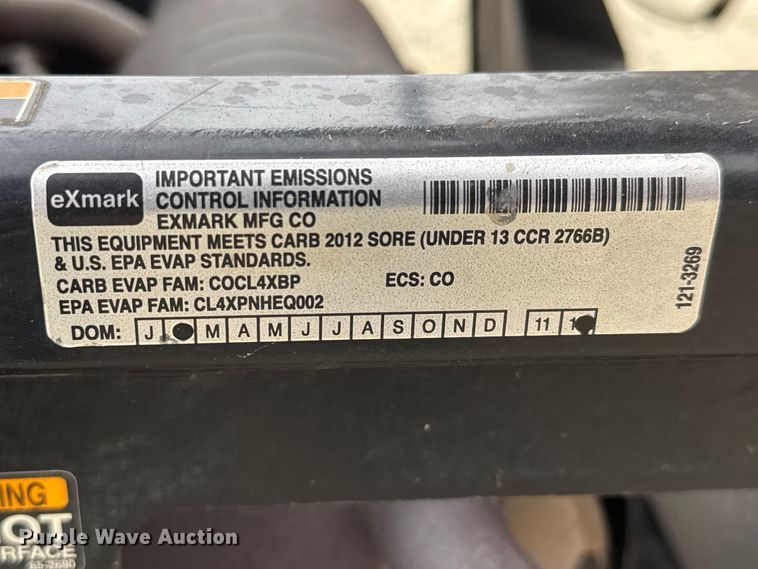 eXmark
IMPORTANT EMISSIONS
CONTROL INFORMATION
EXMARK MFG CO
THIS EQUIPMENT MEETS CARB 2012 SORE (UNDER 13 CCR 2766B)
& U.S. EPA EVAP STANDARDS.
CARB EVAP FAM: COCL4XBP ECS: CO
EPA EVAP FAM: CL4XPNHEQ002
DOM: J M A M J J A S O N D 11
121-3269
Purple Wave Auction